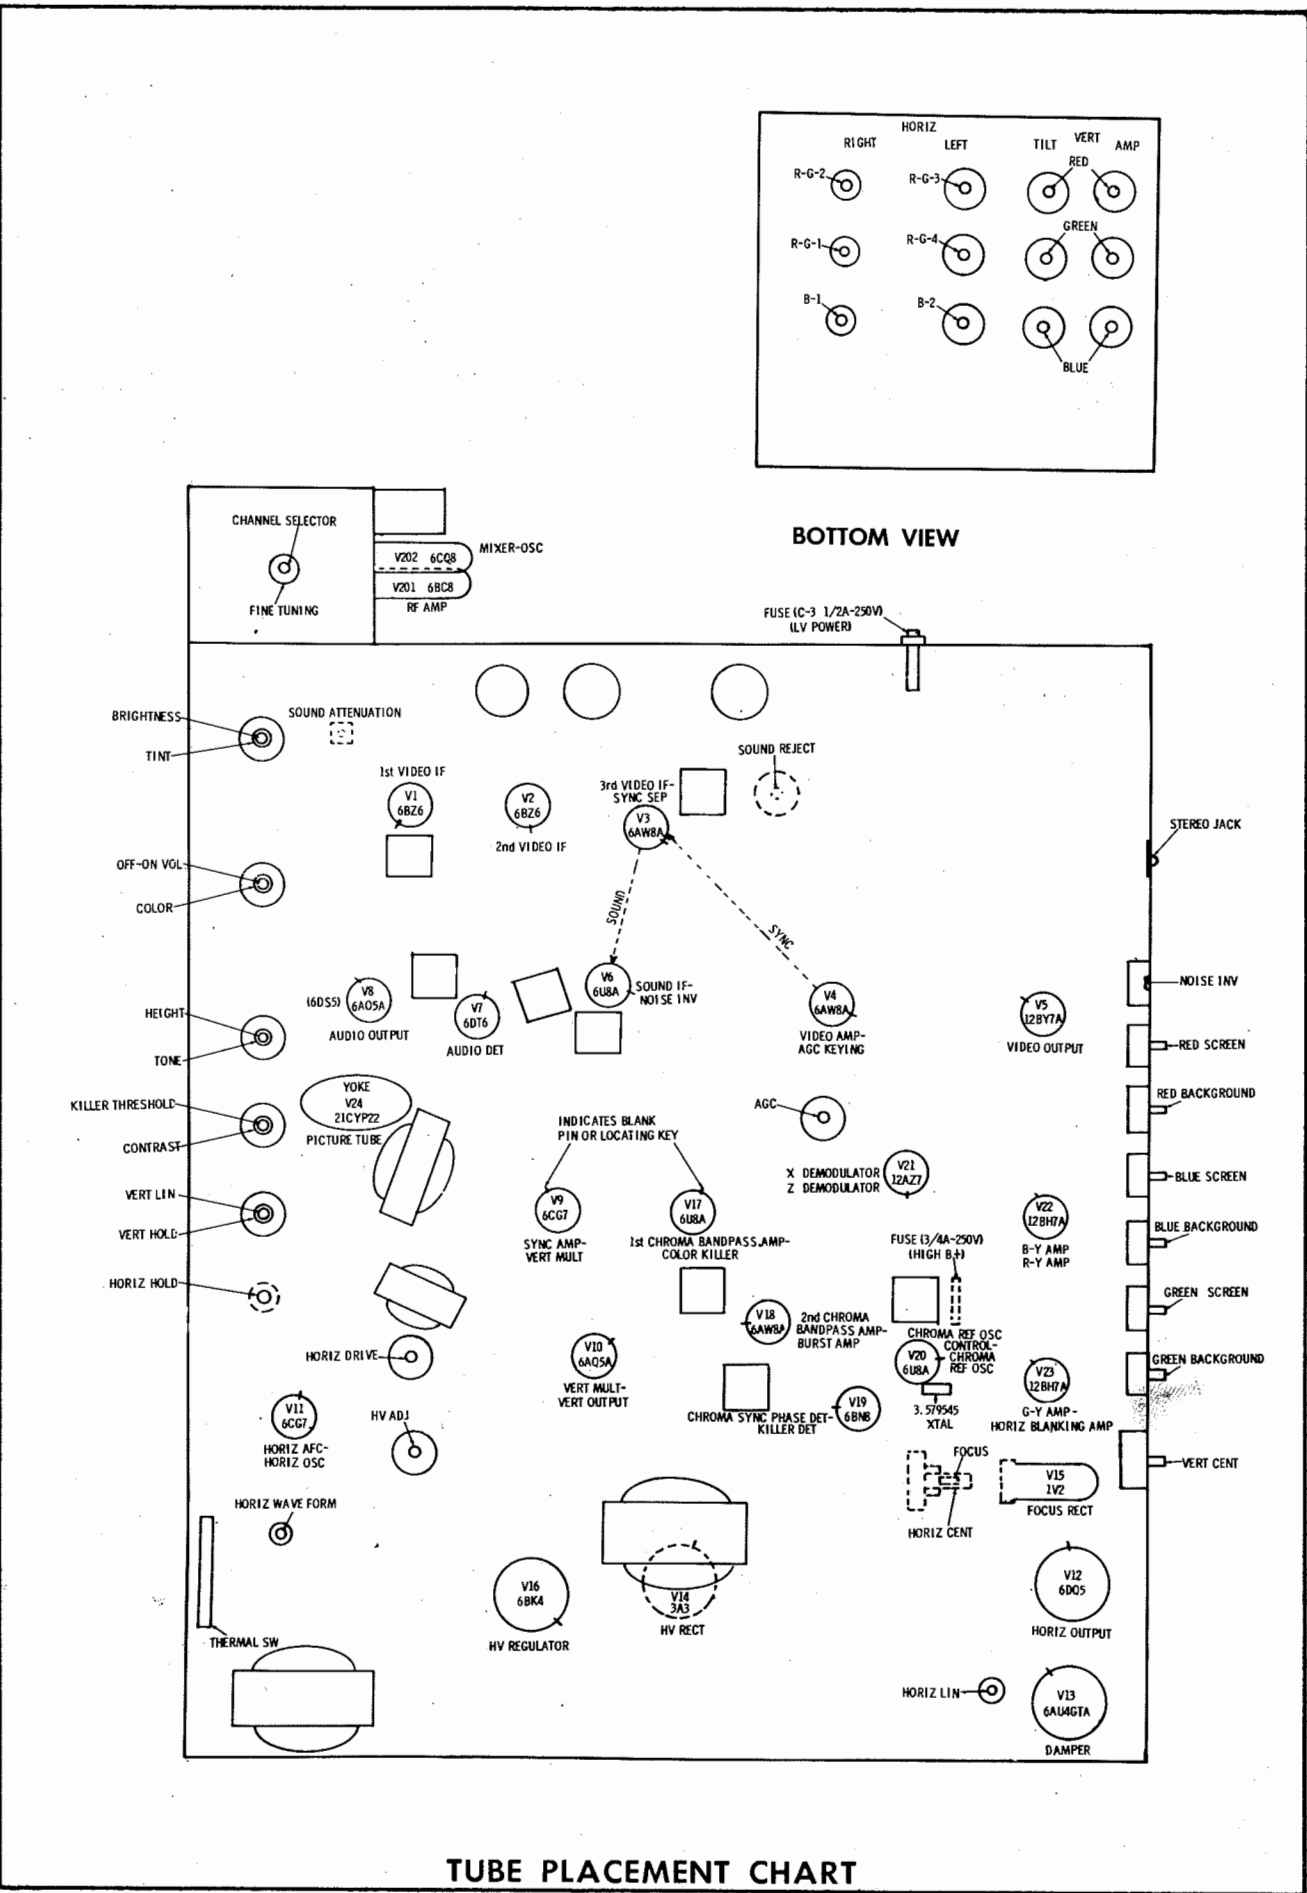 HORIZ
RIGHT LEFT TILT VERT AMP
RED
R-G-2 R-G-3
R-G-1 R-G-4 GREEN
B-1 B-2
BLUE
BOTTOM VIEW
CHANNEL SELECTOR
FINE TUNING
V202 6CQ8
MIXER-OSC
V201 6BC8
RF AMP
FUSE (C-3 1/2A-250V)
(LV POWER)
BRIGHTNESS
TINT
SOUND ATTENUATION
1st VIDEO IF
V1
6BZ6
V2
6BZ6
2nd VIDEO IF
3rd VIDEO IF-
SYNC SEP
V3
6AW8A
SOUND REJECT
STEREO JACK
OFF-ON VOL
COLOR
SOUND
SYNC
(6DS5)
V8
6AQ5A
AUDIO OUTPUT
V7
6DT6
AUDIO DET
V6
6U8A
SOUND IF-
NOISE INV
V4
6AW8A
VIDEO AMP-
AGC KEYING
V5
12BY7A
VIDEO OUTPUT
NOISE INV
HEIGHT
TONE
RED SCREEN
YOKE
V24
21CYP22
PICTURE TUBE
KILLER THRESHOLD
CONTRAST
AGC
RED BACKGROUND
INDICATES BLANK
PIN OR LOCATING KEY
X DEMODULATOR
Z DEMODULATOR
V21
12AZ7
BLUE SCREEN
VERT LIN
VERT HOLD
V9
6CG7
SYNC AMP-
VERT MULT
V17
6U8A
1st CHROMA BANDPASS AMP-
COLOR KILLER
V22
12BH7A
B-Y AMP
R-Y AMP
BLUE BACKGROUND
FUSE (3/4A-250V)
(HIGH B+)
HORIZ HOLD
GREEN SCREEN
V18
6AW8A
2nd CHROMA
BANDPASS AMP-
BURST AMP
CHROMA REF OSC
CONTROL-
CHROMA
REF OSC
V20
6U8A
3.579545
XTAL
HORIZ DRIVE
V10
6AQ5A
VERT MULT-
VERT OUTPUT
V23
12BH7A
G-Y AMP-
HORIZ BLANKING AMP
GREEN BACKGROUND
V11
6CG7
HORIZ AFC-
HORIZ OSC
HV ADJ
CHROMA SYNC PHASE DET-
KILLER DET
V19
6BN8
FOCUS
HORIZ CENT
V15
1V2
FOCUS RECT
VERT CENT
HORIZ WAVE FORM
THERMAL SW
V16
6BK4
HV REGULATOR
V14
3A3
HV RECT
V12
6DQ5
HORIZ OUTPUT
HORIZ LIN
V13
6AU4GTA
DAMPER
TUBE PLACEMENT CHART